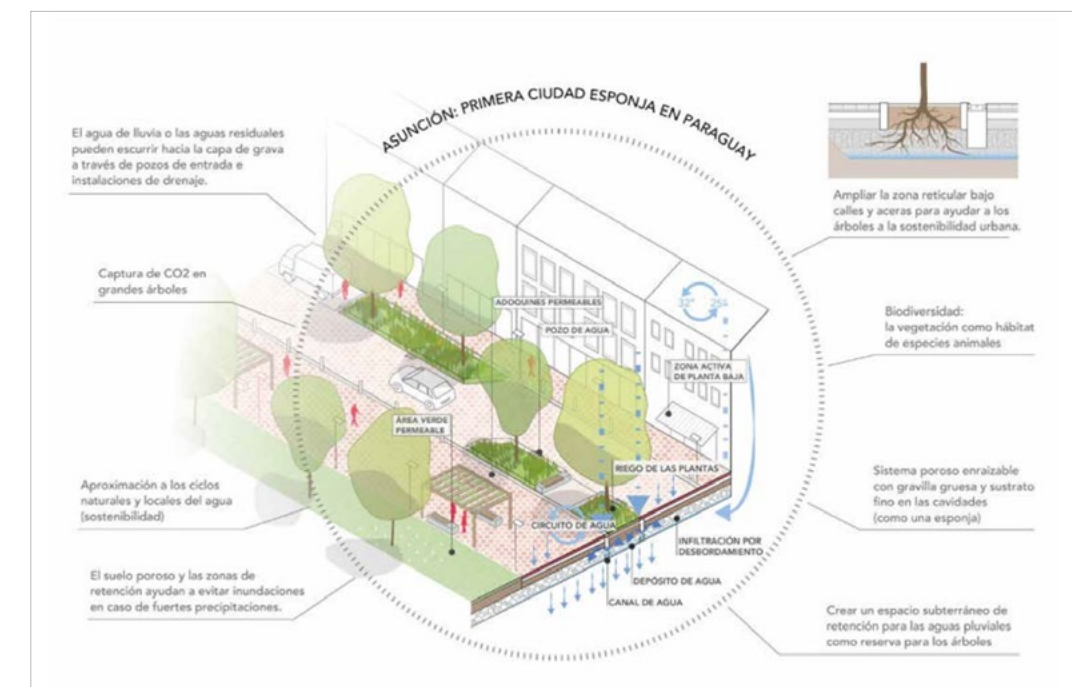 ASUNCIÓN: PRIMERA CIUDAD ESPONJA EN PARAGUAY
El agua de lluvia o las aguas residuales
pueden escurrir hacia la capa de grava
a través de pozos de entrada e
instalaciones de drenaje.
Captura de CO2 en
grandes árboles
Aproximación a los ciclos
naturales y locales del agua
(sostenibilidad)
El suelo poroso y las zonas de
retención ayudan a evitar inundaciones
en caso de fuertes precipitaciones.
ADOQUINES PERMEABLES
POZO DE AGUA
32° 25°
ZONA ACTIVA
DE PLANTA BAJA
ÁREA VERDE
PERMEABLE
RIEGO DE LAS PLANTAS
CIRCUITO DE AGUA
INFILTRACIÓN POR
DESBORDAMIENTO
DEPÓSITO DE AGUA
CANAL DE AGUA
Ampliar la zona reticular bajo
calles y aceras para ayudar a los
árboles a la sostenibilidad urbana.
Biodiversidad:
la vegetación como hábitat
de especies animales
Sistema poroso enraizable
con gravilla gruesa y sustrato
fino en las cavidades
(como una esponja)
Crear un espacio subterráneo de
retención para las aguas pluviales
como reserva para los árboles